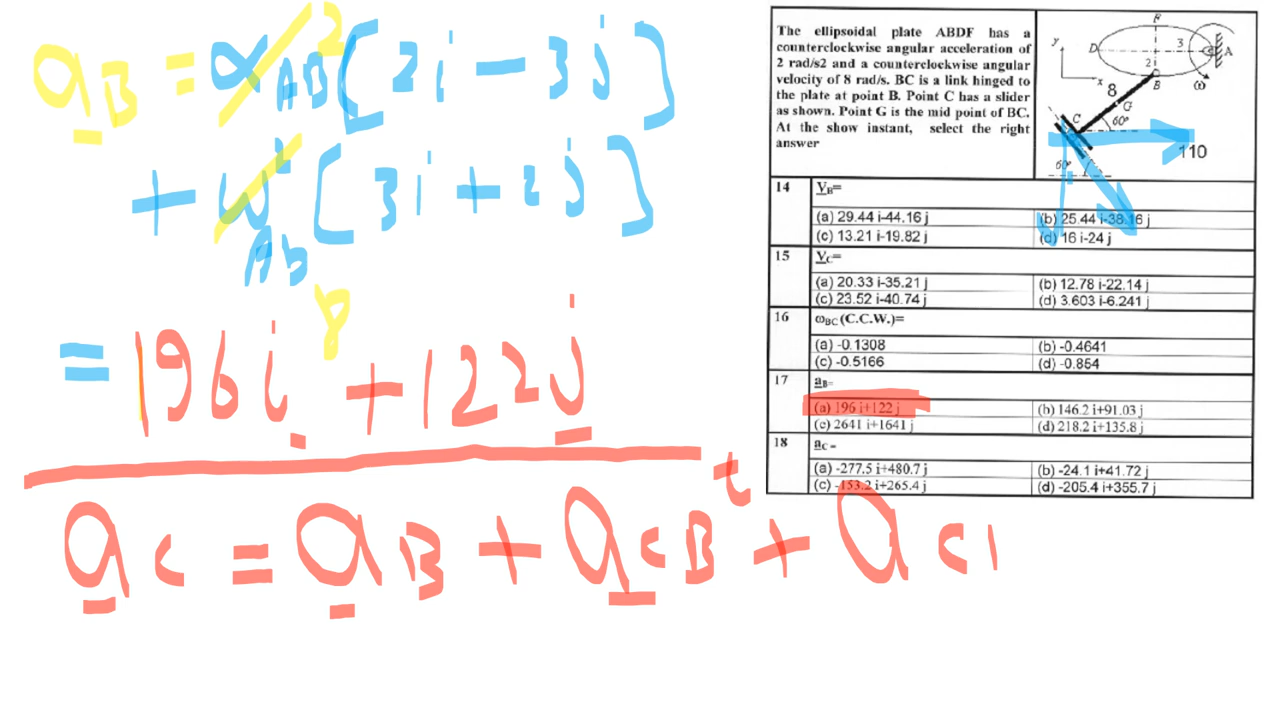 aB = αAB 2 [2i - 3j]
+ ω²Ab 8 [3i + 2j]
= 196i + 122j
aC = aB + aCB t + aC
The ellipsoidal plate ABDF has a
counterclockwise angular acceleration of
2 rad/s2 and a counterclockwise angular
velocity of 8 rad/s. BC is a link hinged to
the plate at point B. Point C has a slider
as shown. Point G is the mid point of BC.
At the show instant, select the right
answer
y
x
F
D
3
A
2
B
ω
8
G
C
60°
60°
110
14 VB=
(a) 29.44 i-44.16 j (b) 25.44 i-38.16 j
(c) 13.21 i-19.82 j (d) 16 i-24 j
15 VC=
(a) 20.33 i-35.21 j (b) 12.78 i-22.14 j
(c) 23.52 i-40.74 j (d) 3.603 i-6.241 j
16 ωBC (C.C.W.)=
(a) -0.1308 (b) -0.4641
(c) -0.5166 (d) -0.854
17 aB=
(a) 196 i+122 j (b) 146.2 i+91.03 j
(c) 2641 i+1641 j (d) 218.2 i+135.8 j
18 aC=
(a) -277.5 i+480.7 j (b) -24.1 i+41.72 j
(c) -153.2 i+265.4 j (d) -205.4 i+355.7 j